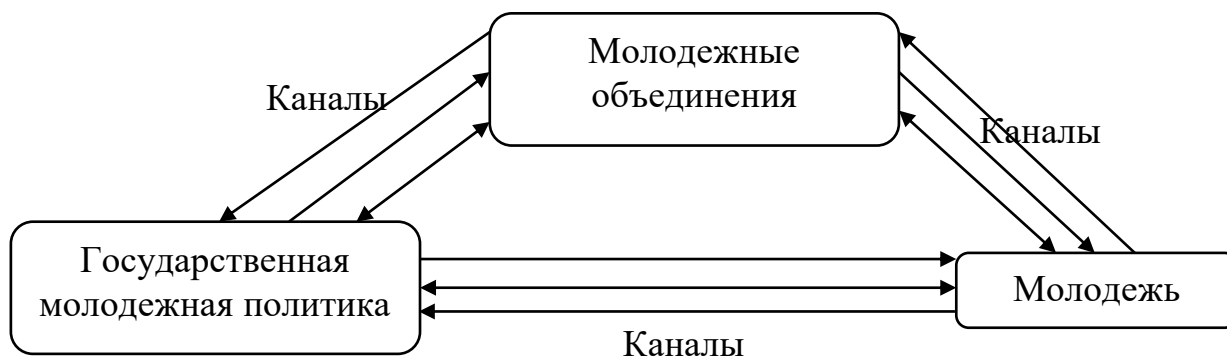 Молодежные
объединения
Каналы
Каналы
Государственная
молодежная политика
Молодежь
Каналы